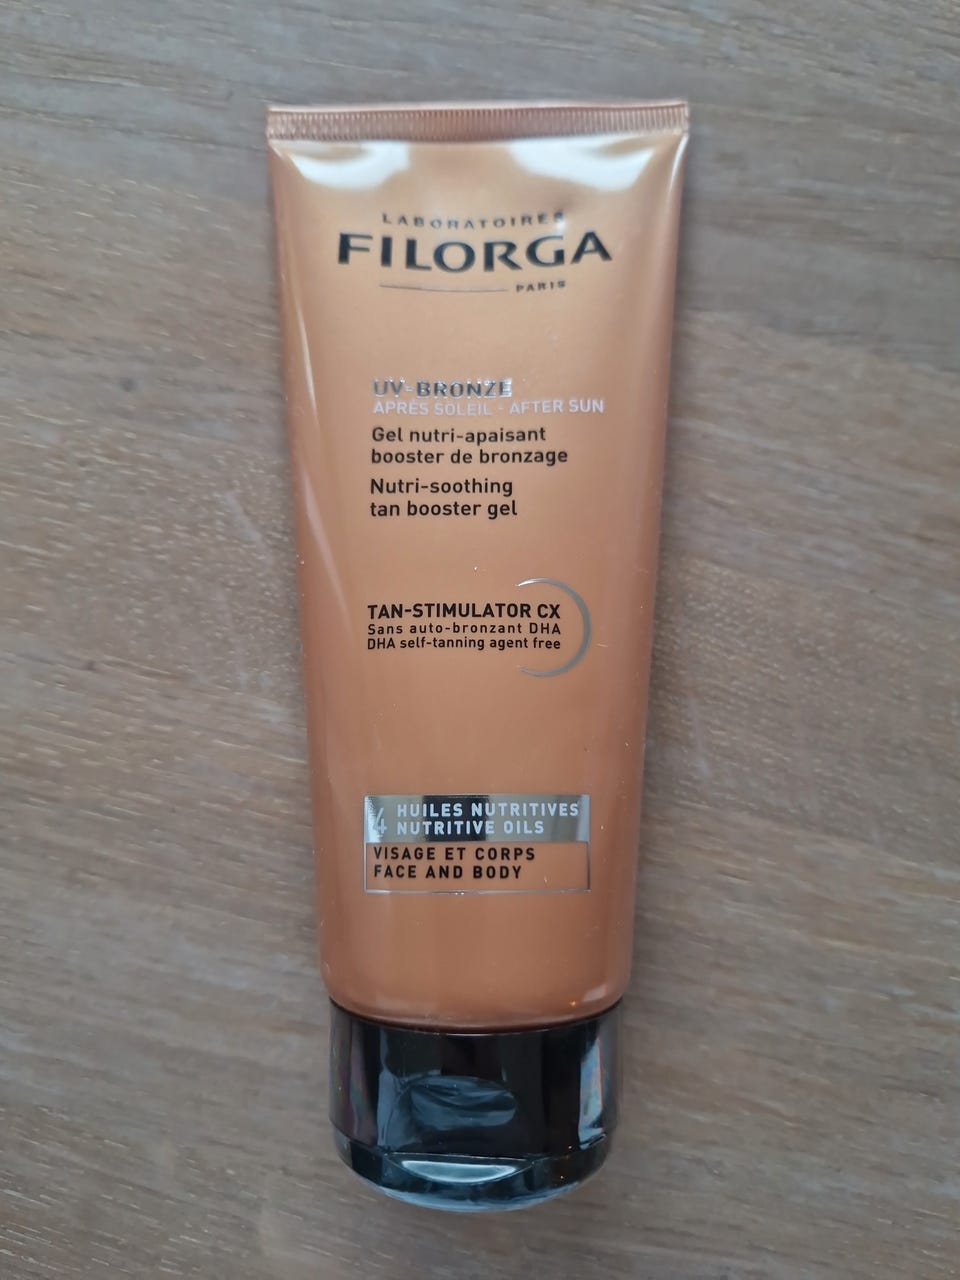 LABORATOIRES
FILORGA
PARIS
UV-BRONZE
APRÈS SOLEIL - AFTER SUN
Gel nutri-apaisant
booster de bronzage
Nutri-soothing
tan booster gel
TAN-STIMULATOR CX
Sans auto-bronzant DHA
DHA self-tanning agent free
4 HUILES NUTRITIVES
NUTRITIVE OILS
VISAGE ET CORPS
FACE AND BODY